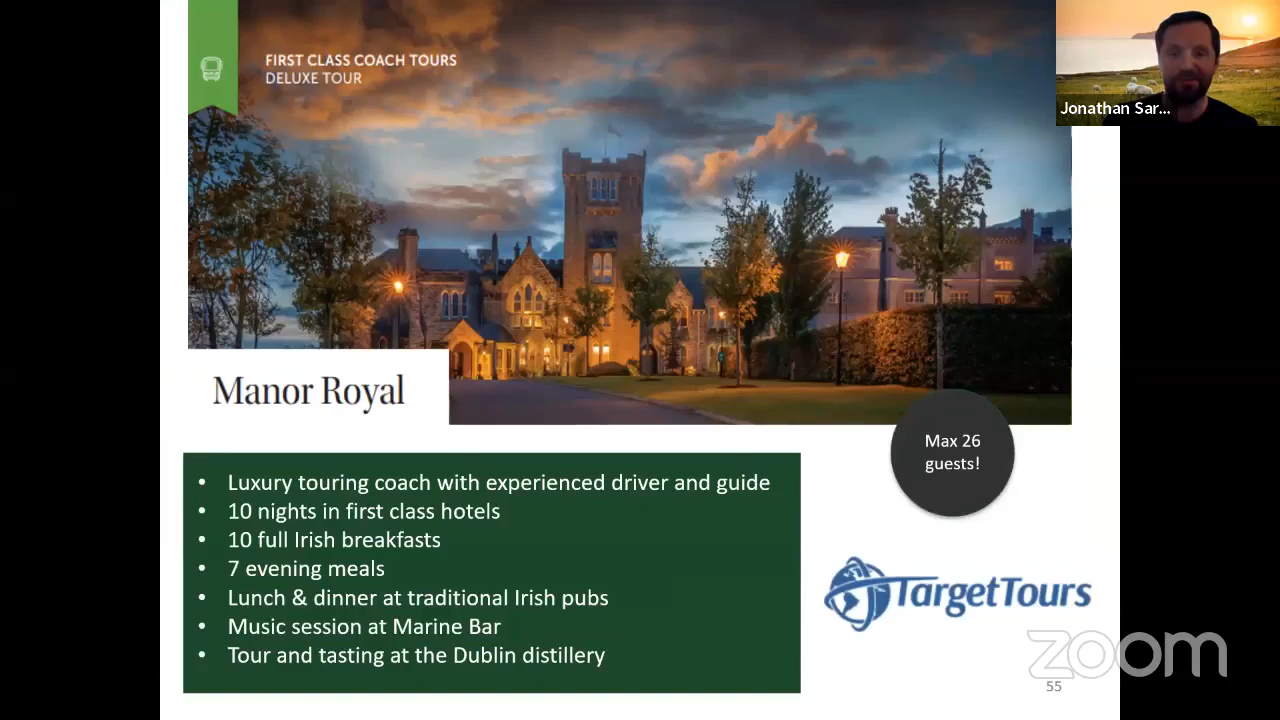 FIRST CLASS COACH TOURS
DELUXE TOUR
Jonathan Sar...
Manor Royal
Max 26
guests!
• Luxury touring coach with experienced driver and guide
• 10 nights in first class hotels
• 10 full Irish breakfasts
• 7 evening meals
• Lunch & dinner at traditional Irish pubs
• Music session at Marine Bar
• Tour and tasting at the Dublin distillery
TargetTours
zoom
55